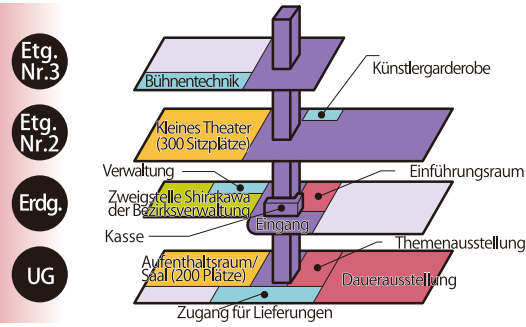 Etg.
Nr.3
Bühnentechnik
Künstlergarderobe
Etg.
Nr.2
Kleines Theater
(300 Sitzplätze)
Verwaltung
Einführungsraum
Erdg.
Zweigstelle Shirakawa
der Bezirksverwaltung
Eingang
Kasse
Themenausstellung
UG
Aufenthaltsraum/
Saal (200 Plätze)
Dauerausstellung
Zugang für Lieferungen